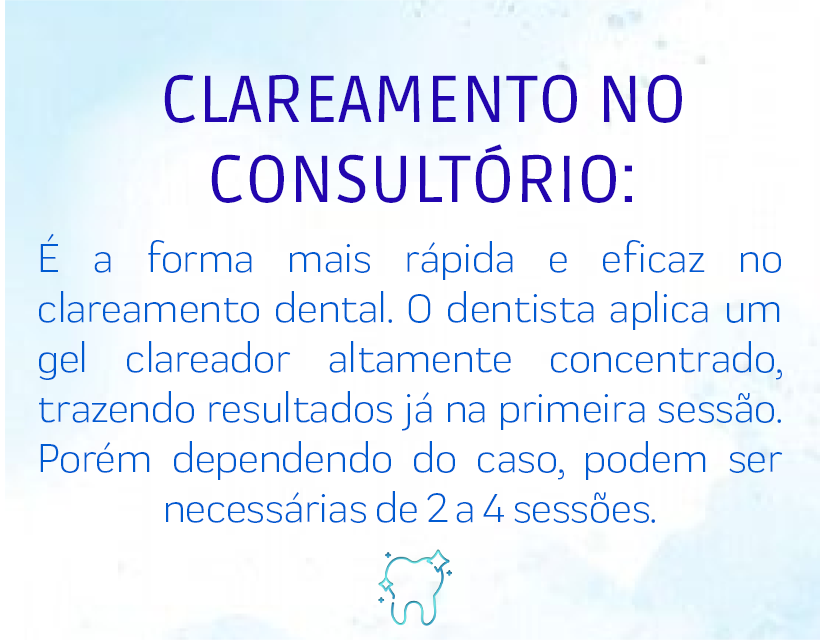 CLAREAMENTO NO
CONSULTÓRIO:
É a forma mais rápida e eficaz no
clareamento dental. O dentista aplica um
gel clareador altamente concentrado,
trazendo resultados já na primeira sessão.
Porém dependendo do caso, podem ser
necessárias de 2 a 4 sessões.